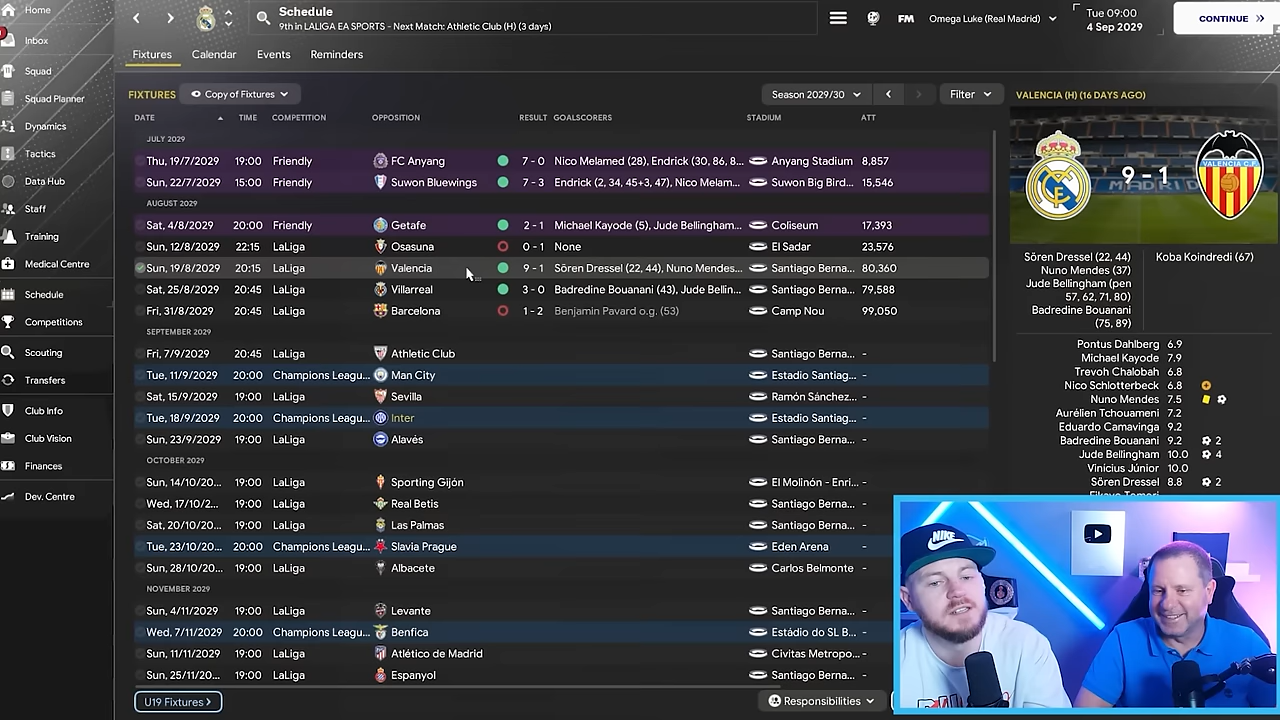 Home
Inbox
Squad
Squad Planner
Dynamics
Tactics
Data Hub
Staff
Training
Medical Centre
Schedule
Competitions
Scouting
Transfers
Club Info
Club Vision
Finances
Dev. Centre
Schedule
9th in LALIGA EA SPORTS - Next Match: Athletic Club (H) (3 days)
FM Omega Luke (Real Madrid)
Tue 09:00
4 Sep 2029
CONTINUE
Fixtures Calendar Events Reminders
FIXTURES Copy of Fixtures Season 2029/30 Filter
DATE TIME COMPETITION OPPOSITION RESULT GOALSCORERS STADIUM ATT
JULY 2029
Thu, 19/7/2029 19:00 Friendly FC Anyang 7 - 0 Nico Melamed (28), Endrick (30, 86, 8... Anyang Stadium 8,857
Sun, 22/7/2029 15:00 Friendly Suwon Bluewings 7 - 3 Endrick (2, 34, 45+3, 47), Nico Melam... Suwon Big Bird... 15,546
AUGUST 2029
Sat, 4/8/2029 20:00 Friendly Getafe 2 - 1 Michael Kayode (5), Jude Bellingham... Coliseum 17,393
Sun, 12/8/2029 22:15 LaLiga Osasuna 0 - 1 None El Sadar 23,576
Sun, 19/8/2029 20:15 LaLiga Valencia 9 - 1 Sören Dressel (22, 44), Nuno Mendes... Santiago Berna... 80,360
Sat, 25/8/2029 20:45 LaLiga Villarreal 3 - 0 Badredine Bouanani (43), Jude Bellin... Santiago Berna... 79,588
Fri, 31/8/2029 20:45 LaLiga Barcelona 1 - 2 Benjamin Pavard o.g. (53) Camp Nou 99,050
SEPTEMBER 2029
Fri, 7/9/2029 20:45 LaLiga Athletic Club Santiago Berna... -
Tue, 11/9/2029 20:00 Champions Leagu... Man City Estadio Santiag... -
Sat, 15/9/2029 19:00 LaLiga Sevilla Ramón Sánchez... -
Tue, 18/9/2029 20:00 Champions Leagu... Inter Estadio Santiag... -
Sun, 23/9/2029 19:00 LaLiga Alavés Santiago Berna... -
OCTOBER 2029
Sun, 14/10/20... 19:00 LaLiga Sporting Gijón El Molinón - Enri... -
Wed, 17/10/2... 19:00 LaLiga Real Betis Santiago Berna...
Sat, 20/10/20... 19:00 LaLiga Las Palmas Santiago Berna...
Tue, 23/10/20... 20:00 Champions Leagu... Slavia Prague Eden Arena
Sun, 28/10/20... 19:00 LaLiga Albacete Carlos Belmonte
NOVEMBER 2029
Sun, 4/11/2029 19:00 LaLiga Levante Santiago Berna...
Wed, 7/11/2029 20:00 Champions Leagu... Benfica Estádio do SL B...
Sun, 11/11/2029 19:00 LaLiga Atlético de Madrid Civitas Metropo...
Sun, 25/11/20... 19:00 LaLiga Espanyol Santiago Berna...
U19 Fixtures Responsibilities
VALENCIA (H) (16 DAYS AGO)
9 - 1
Sören Dressel (22, 44)
Nuno Mendes (37)
Jude Bellingham (pen
57, 62, 71, 80)
Badredine Bouanani
(75, 89)
Koba Koindredi (67)
Pontus Dahlberg 6.9
Michael Kayode 7.9
Trevoh Chalobah 6.8
Nico Schlotterbeck 6.8
Nuno Mendes 7.5
Aurélien Tchouameni 7.2
Eduardo Camavinga 9.2
Badredine Bouanani 9.2 2
Jude Bellingham 10.0 4
Vinícius Júnior 10.0
Sören Dressel 8.8 2
NIKE